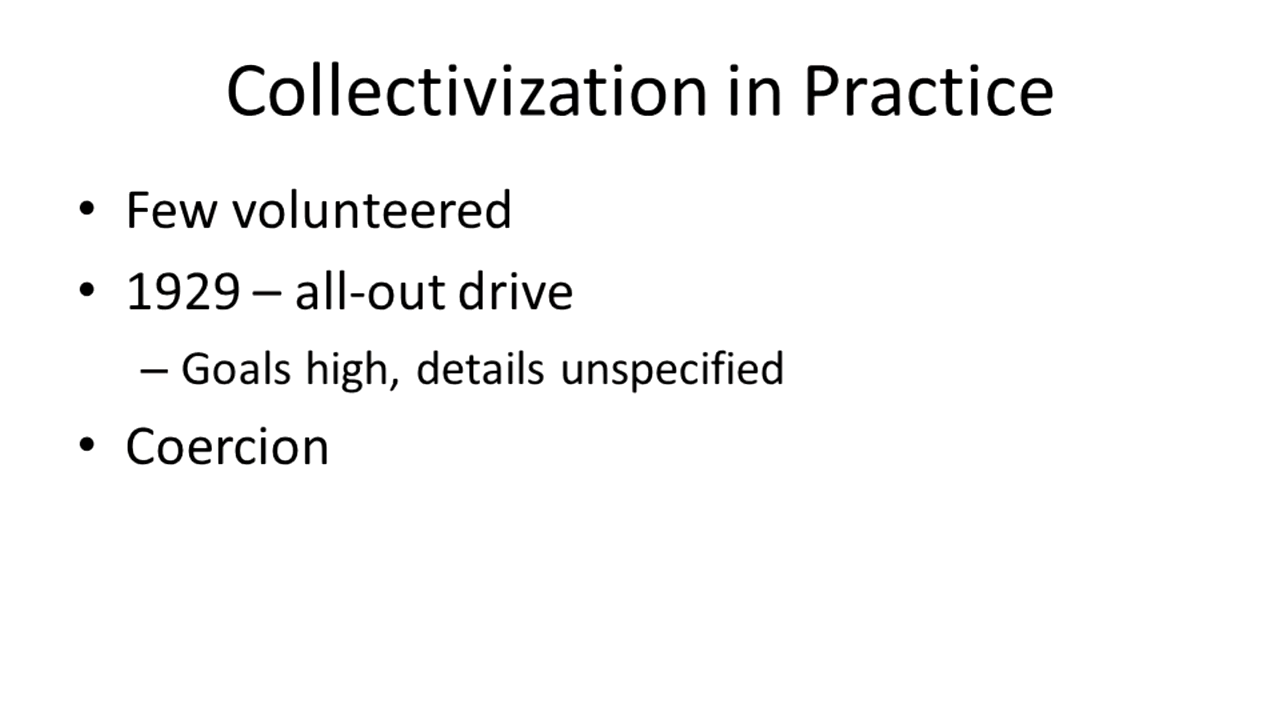 Collectivization in Practice
• Few volunteered
• 1929 – all-out drive
– Goals high, details unspecified
• Coercion